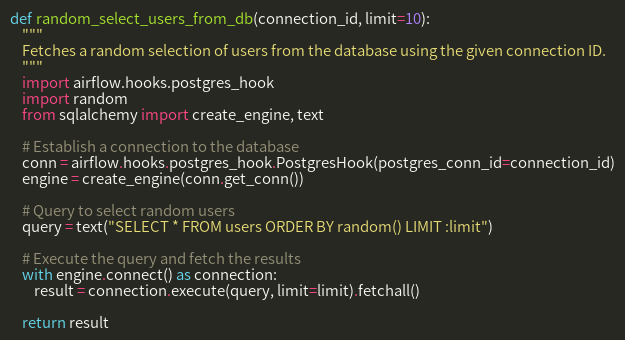 def random_select_users_from_db(connection_id, limit=10):
    """
    Fetches a random selection of users from the database using the given connection ID.
    """
    import airflow.hooks.postgres_hook
    import random
    from sqlalchemy import create_engine, text

    # Establish a connection to the database
    conn = airflow.hooks.postgres_hook.PostgresHook(postgres_conn_id=connection_id)
    engine = create_engine(conn.get_conn())

    # Query to select random users
    query = text("SELECT * FROM users ORDER BY random() LIMIT :limit")

    # Execute the query and fetch the results
    with engine.connect() as connection:
        result = connection.execute(query, limit=limit).fetchall()

    return result